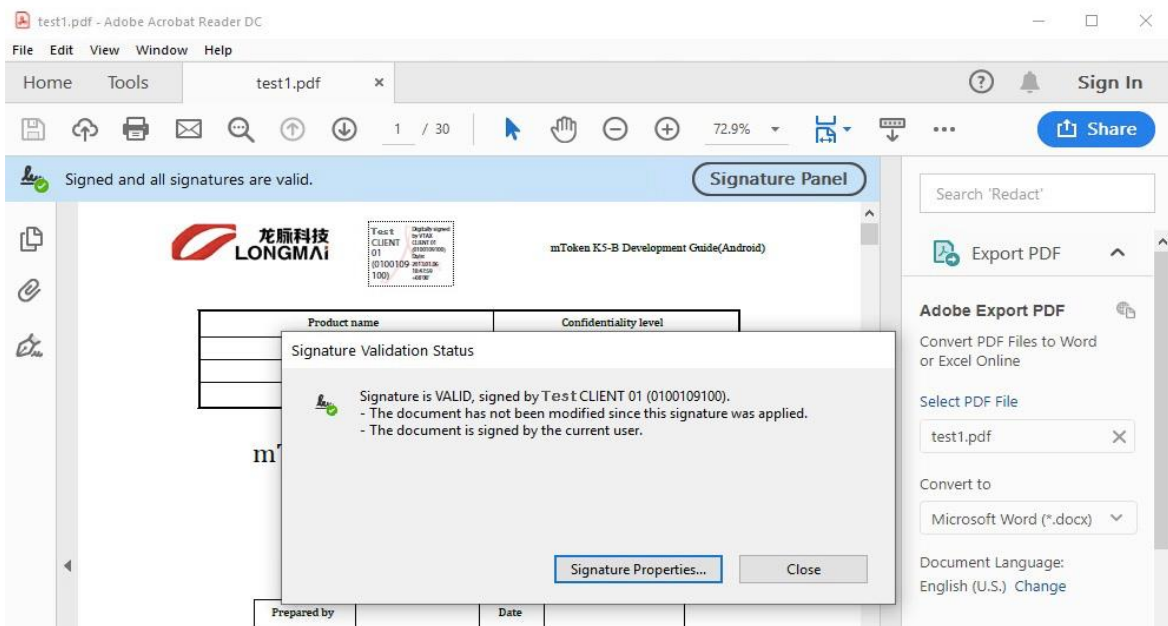 test1.pdf - Adobe Acrobat Reader DC
File Edit View Window Help
Home Tools test1.pdf × Sign In
1 / 30 72.9% Share
Signed and all signatures are valid. Signature Panel
Search 'Redact'
龙脉科技
LONGMAI
Test
CLIENT
01
(0100109
100)
Digitally signed
CLIENT 01
(0100109100)
Date:
mToken K5-B Development Guide(Android)
Export PDF
Product name Confidentiality level
Adobe Export PDF
Convert PDF Files to Word
or Excel Online
Signature Validation Status
Signature is VALID, signed by Test CLIENT 01 (0100109100).
- The document has not been modified since this signature was applied.
- The document is signed by the current user.
Select PDF File
test1.pdf
Convert to
Microsoft Word (*.docx)
Signature Properties... Close
Document Language:
English (U.S.) Change
Prepared by Date